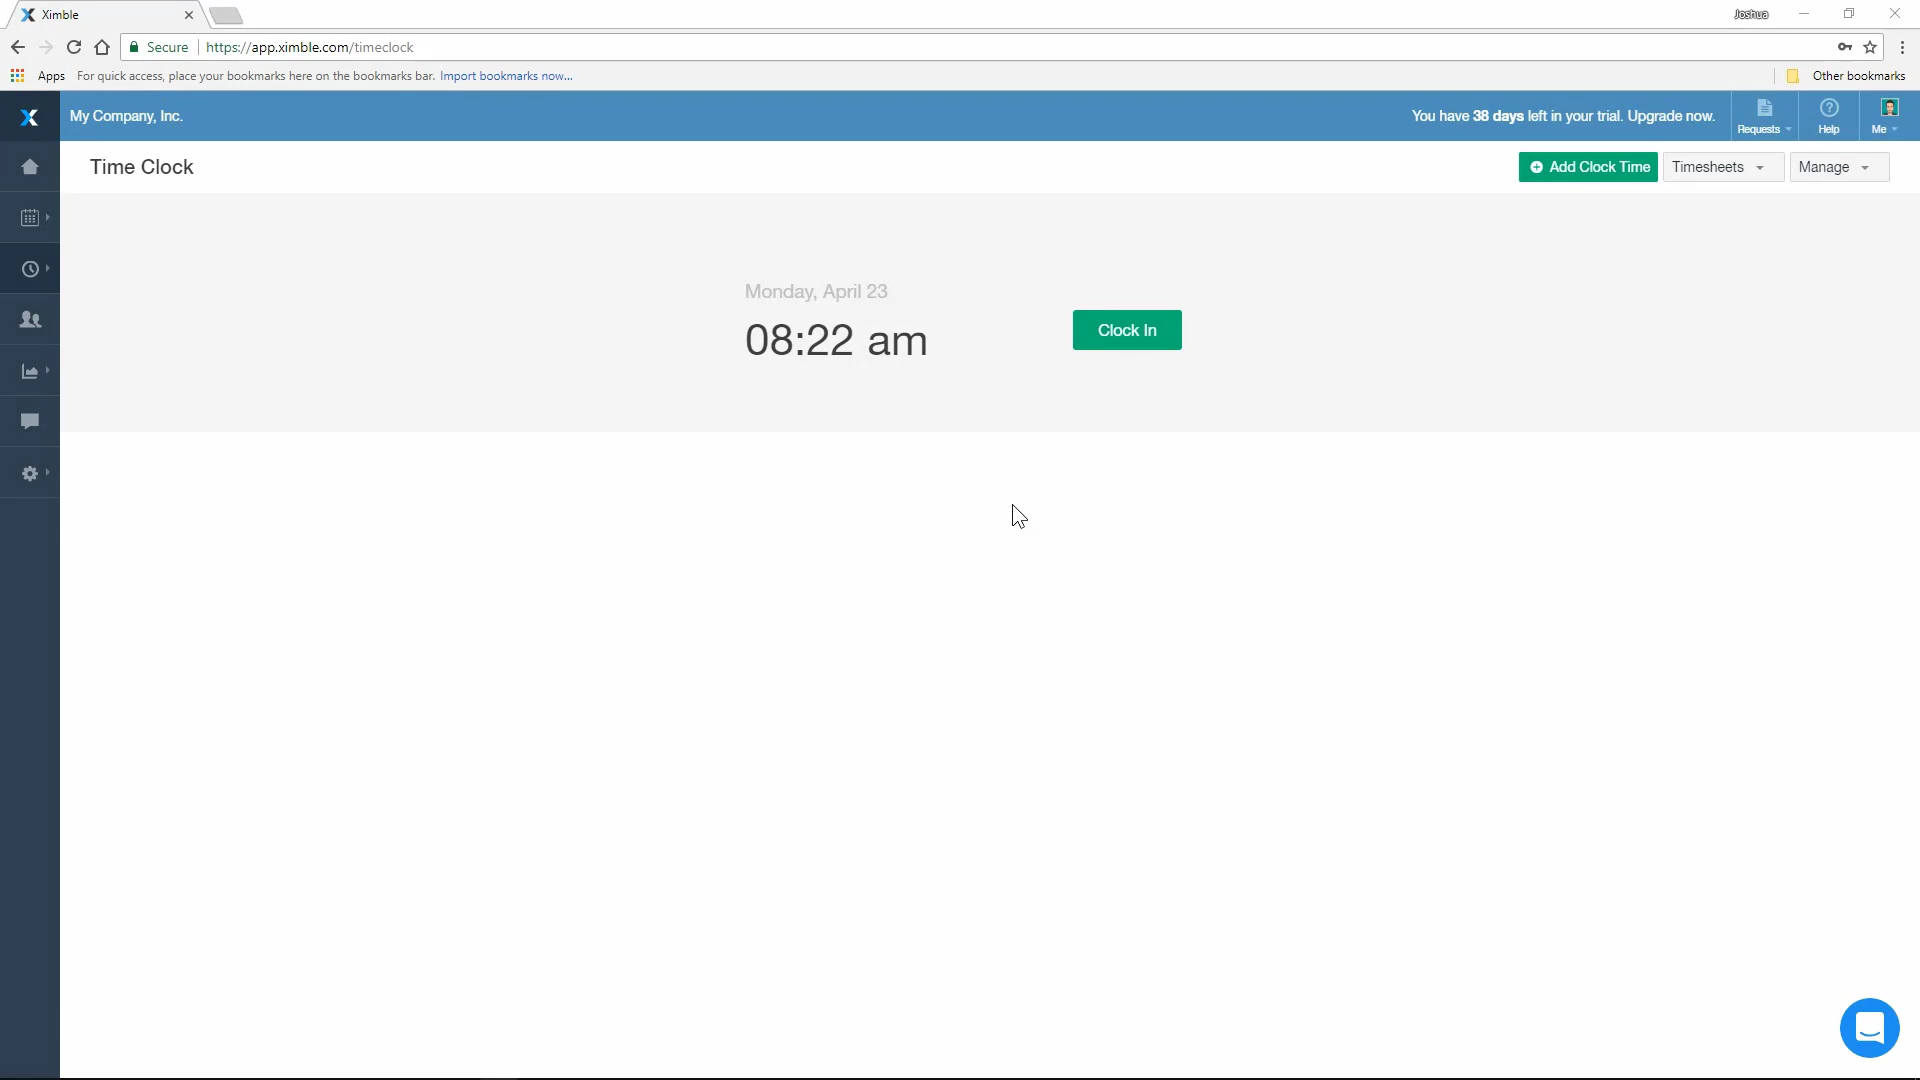 Ximble
Joshua
Secure
https://app.ximble.com/timeclock
Apps For quick access, place your bookmarks here on the bookmarks bar. Import bookmarks now...
Other bookmarks
X
My Company, Inc.
You have 38 days left in your trial. Upgrade now.
Requests
Help
Me
Time Clock
Add Clock Time
Timesheets
Manage
Monday, April 23
08:22 am
Clock In